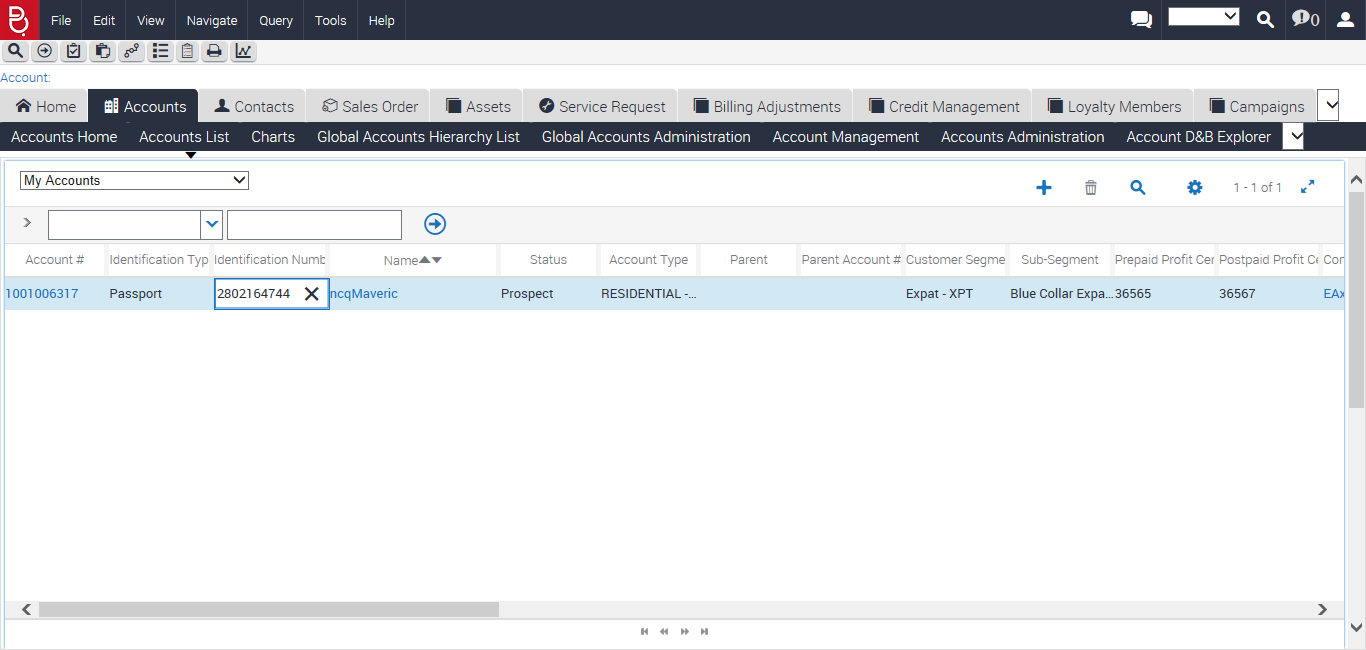 File Edit View Navigate Query Tools Help 0
Account:
Home Accounts Contacts Sales Order Assets Service Request Billing Adjustments Credit Management Loyalty Members Campaigns
Accounts Home Accounts List Charts Global Accounts Hierarchy List Global Accounts Administration Account Management Accounts Administration Account D&B Explorer
My Accounts 1 - 1 of 1
Account # Identification Typ Identification Numb Name Status Account Type Parent Parent Account # Customer Segme Sub-Segment Prepaid Profit Cen Postpaid Profit Ce Con
1001006317 Passport 2802164744 ncqMaveric Prospect RESIDENTIAL -... Expat - XPT Blue Collar Expa... 36565 36567 EAx